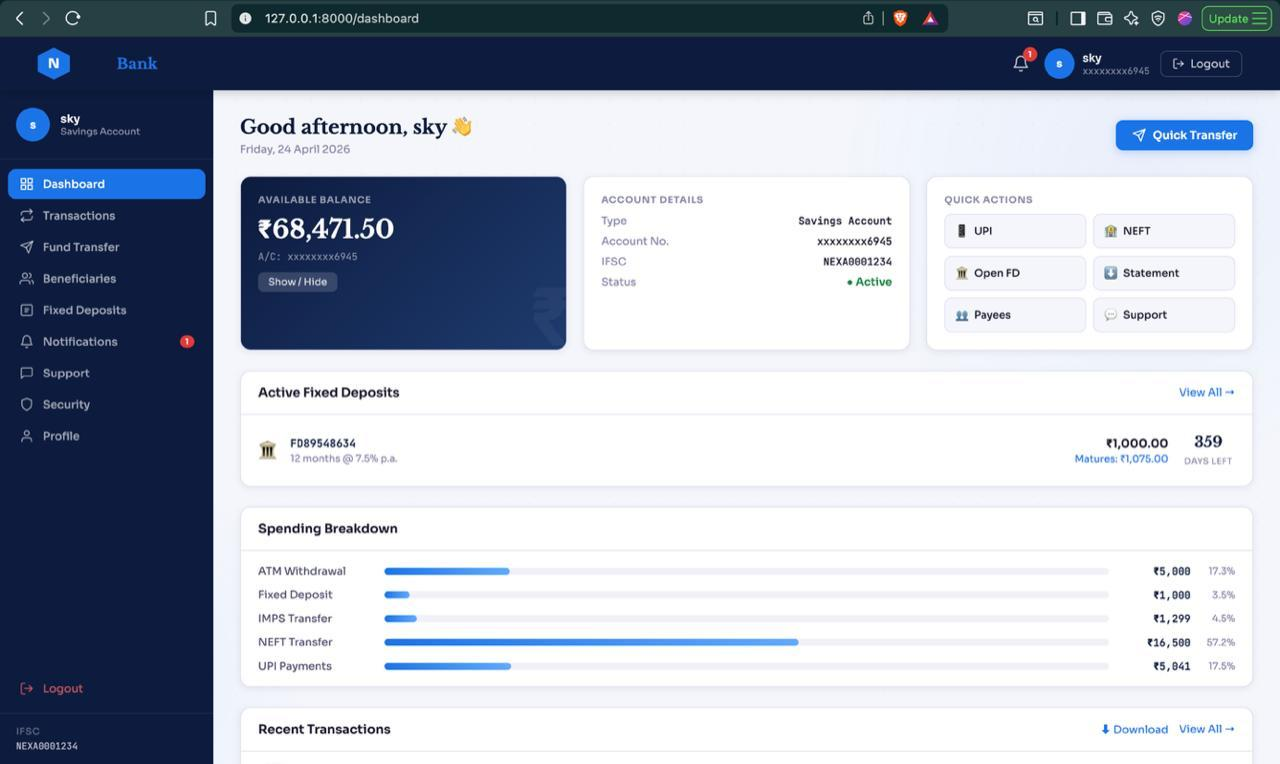 127.0.0.1:8000/dashboard
Update
N
Bank
1
s
sky
xxxxxxxx6945
Logout
s
sky
Savings Account
Dashboard
Transactions
Fund Transfer
Beneficiaries
Fixed Deposits
Notifications
1
Support
Security
Profile
Logout
IFSC
NEXA0001234
Good afternoon, sky 👋
Friday, 24 April 2026
Quick Transfer
AVAILABLE BALANCE
₹68,471.50
A/C: xxxxxxxx6945
Show / Hide
₹
ACCOUNT DETAILS
Type Savings Account
Account No. xxxxxxxx6945
IFSC NEXA0001234
Status • Active
QUICK ACTIONS
UPI
NEFT
Open FD
Statement
Payees
Support
Active Fixed Deposits
View All →
FD89548634
12 months @ 7.5% p.a.
₹1,000.00
Matures: ₹1,075.00
359
DAYS LEFT
Spending Breakdown
ATM Withdrawal ₹5,000 17.3%
Fixed Deposit ₹1,000 3.5%
IMPS Transfer ₹1,299 4.5%
NEFT Transfer ₹16,500 57.2%
UPI Payments ₹5,041 17.5%
Recent Transactions
⬇ Download View All →